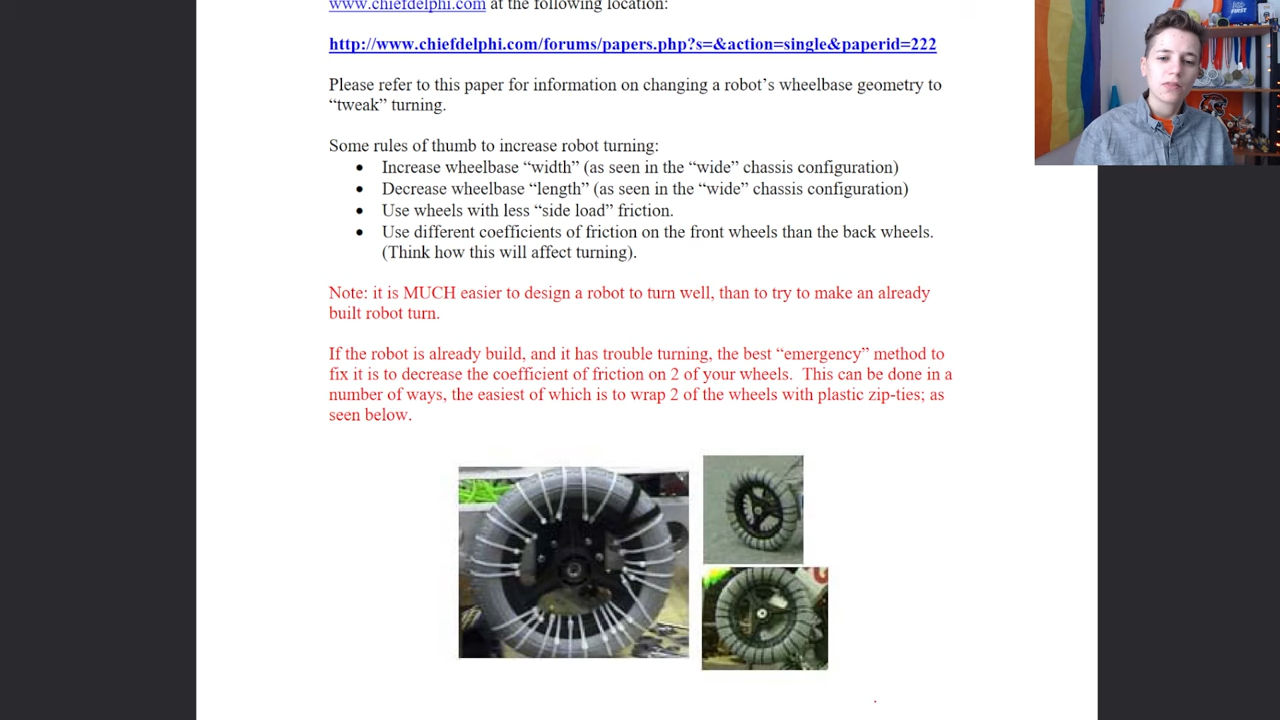 www.chiefdelphi.com at the following location:
http://www.chiefdelphi.com/forums/papers.php?s=&action=single&paperid=222
Please refer to this paper for information on changing a robot’s wheelbase geometry to
“tweak” turning.
Some rules of thumb to increase robot turning:
• Increase wheelbase “width” (as seen in the “wide” chassis configuration)
• Decrease wheelbase “length” (as seen in the “wide” chassis configuration)
• Use wheels with less “side load” friction.
• Use different coefficients of friction on the front wheels than the back wheels.
(Think how this will affect turning).
Note: it is MUCH easier to design a robot to turn well, than to try to make an already
built robot turn.
If the robot is already build, and it has trouble turning, the best “emergency” method to
fix it is to decrease the coefficient of friction on 2 of your wheels.  This can be done in a
number of ways, the easiest of which is to wrap 2 of the wheels with plastic zip-ties; as
seen below.
FIRST